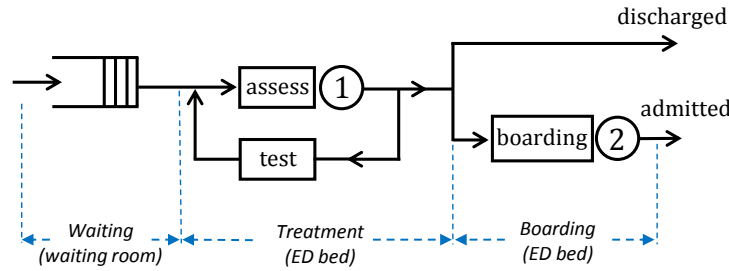 discharged
assess
1
admitted
test
boarding
2
Waiting
(waiting room)
Treatment
(ED bed)
Boarding
(ED bed)